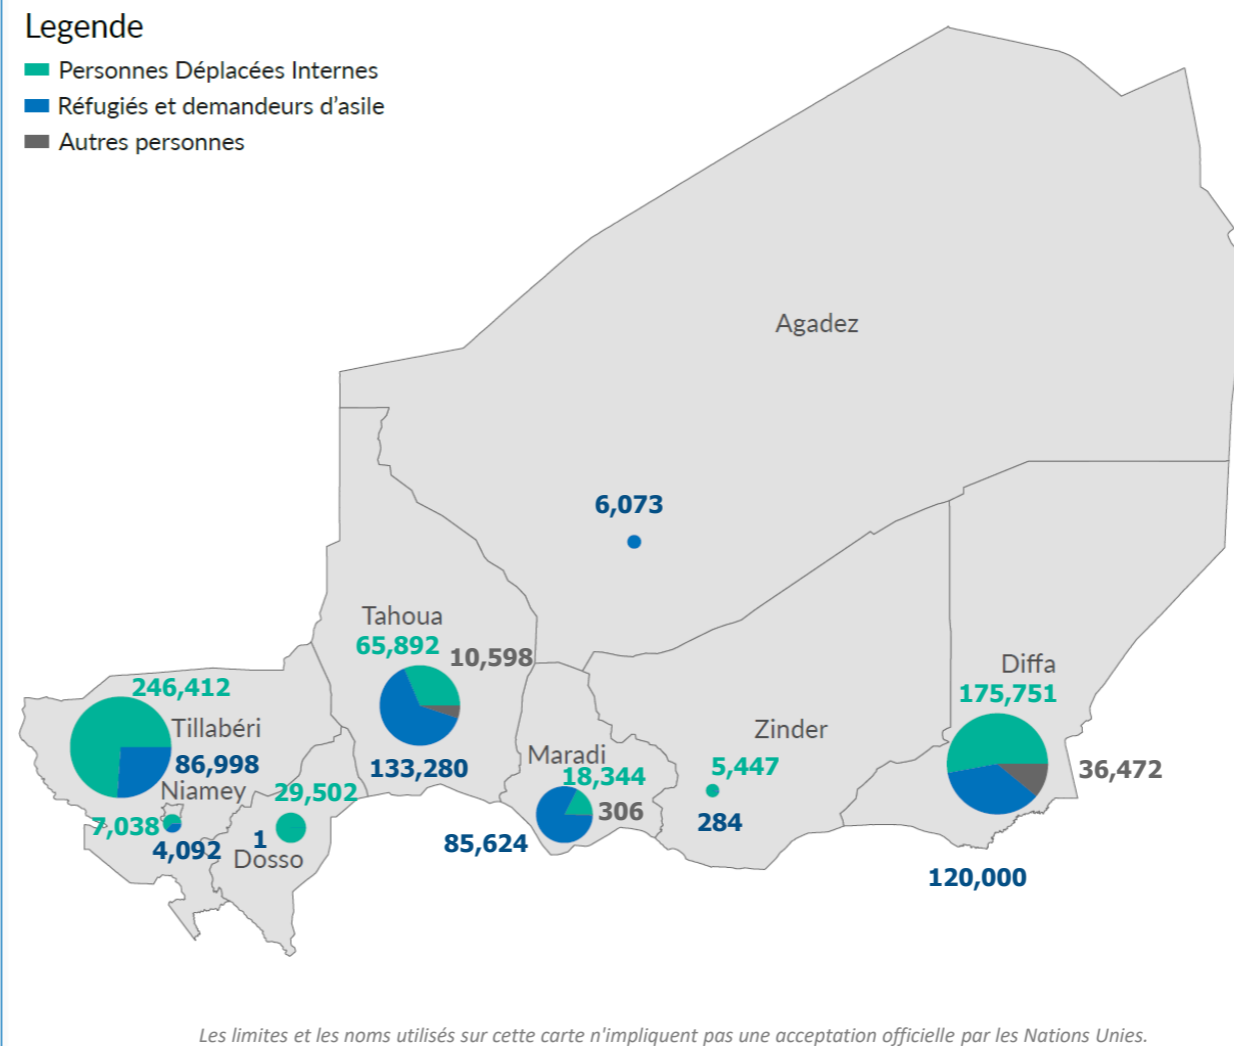 Legende
Personnes Déplacées Internes
Réfugiés et demandeurs d'asile
Autres personnes
Agadez
6,073
Tahoua
65,892
10,598
133,280
Diffa
175,751
36,472
120,000
246,412
Tillabéri
86,998
Niamey
7,038
4,092
29,502
1
Dosso
Maradi
18,344
306
85,624
Zinder
5,447
284
Les limites et les noms utilisés sur cette carte n'impliquent pas une acceptation officielle par les Nations Unies.